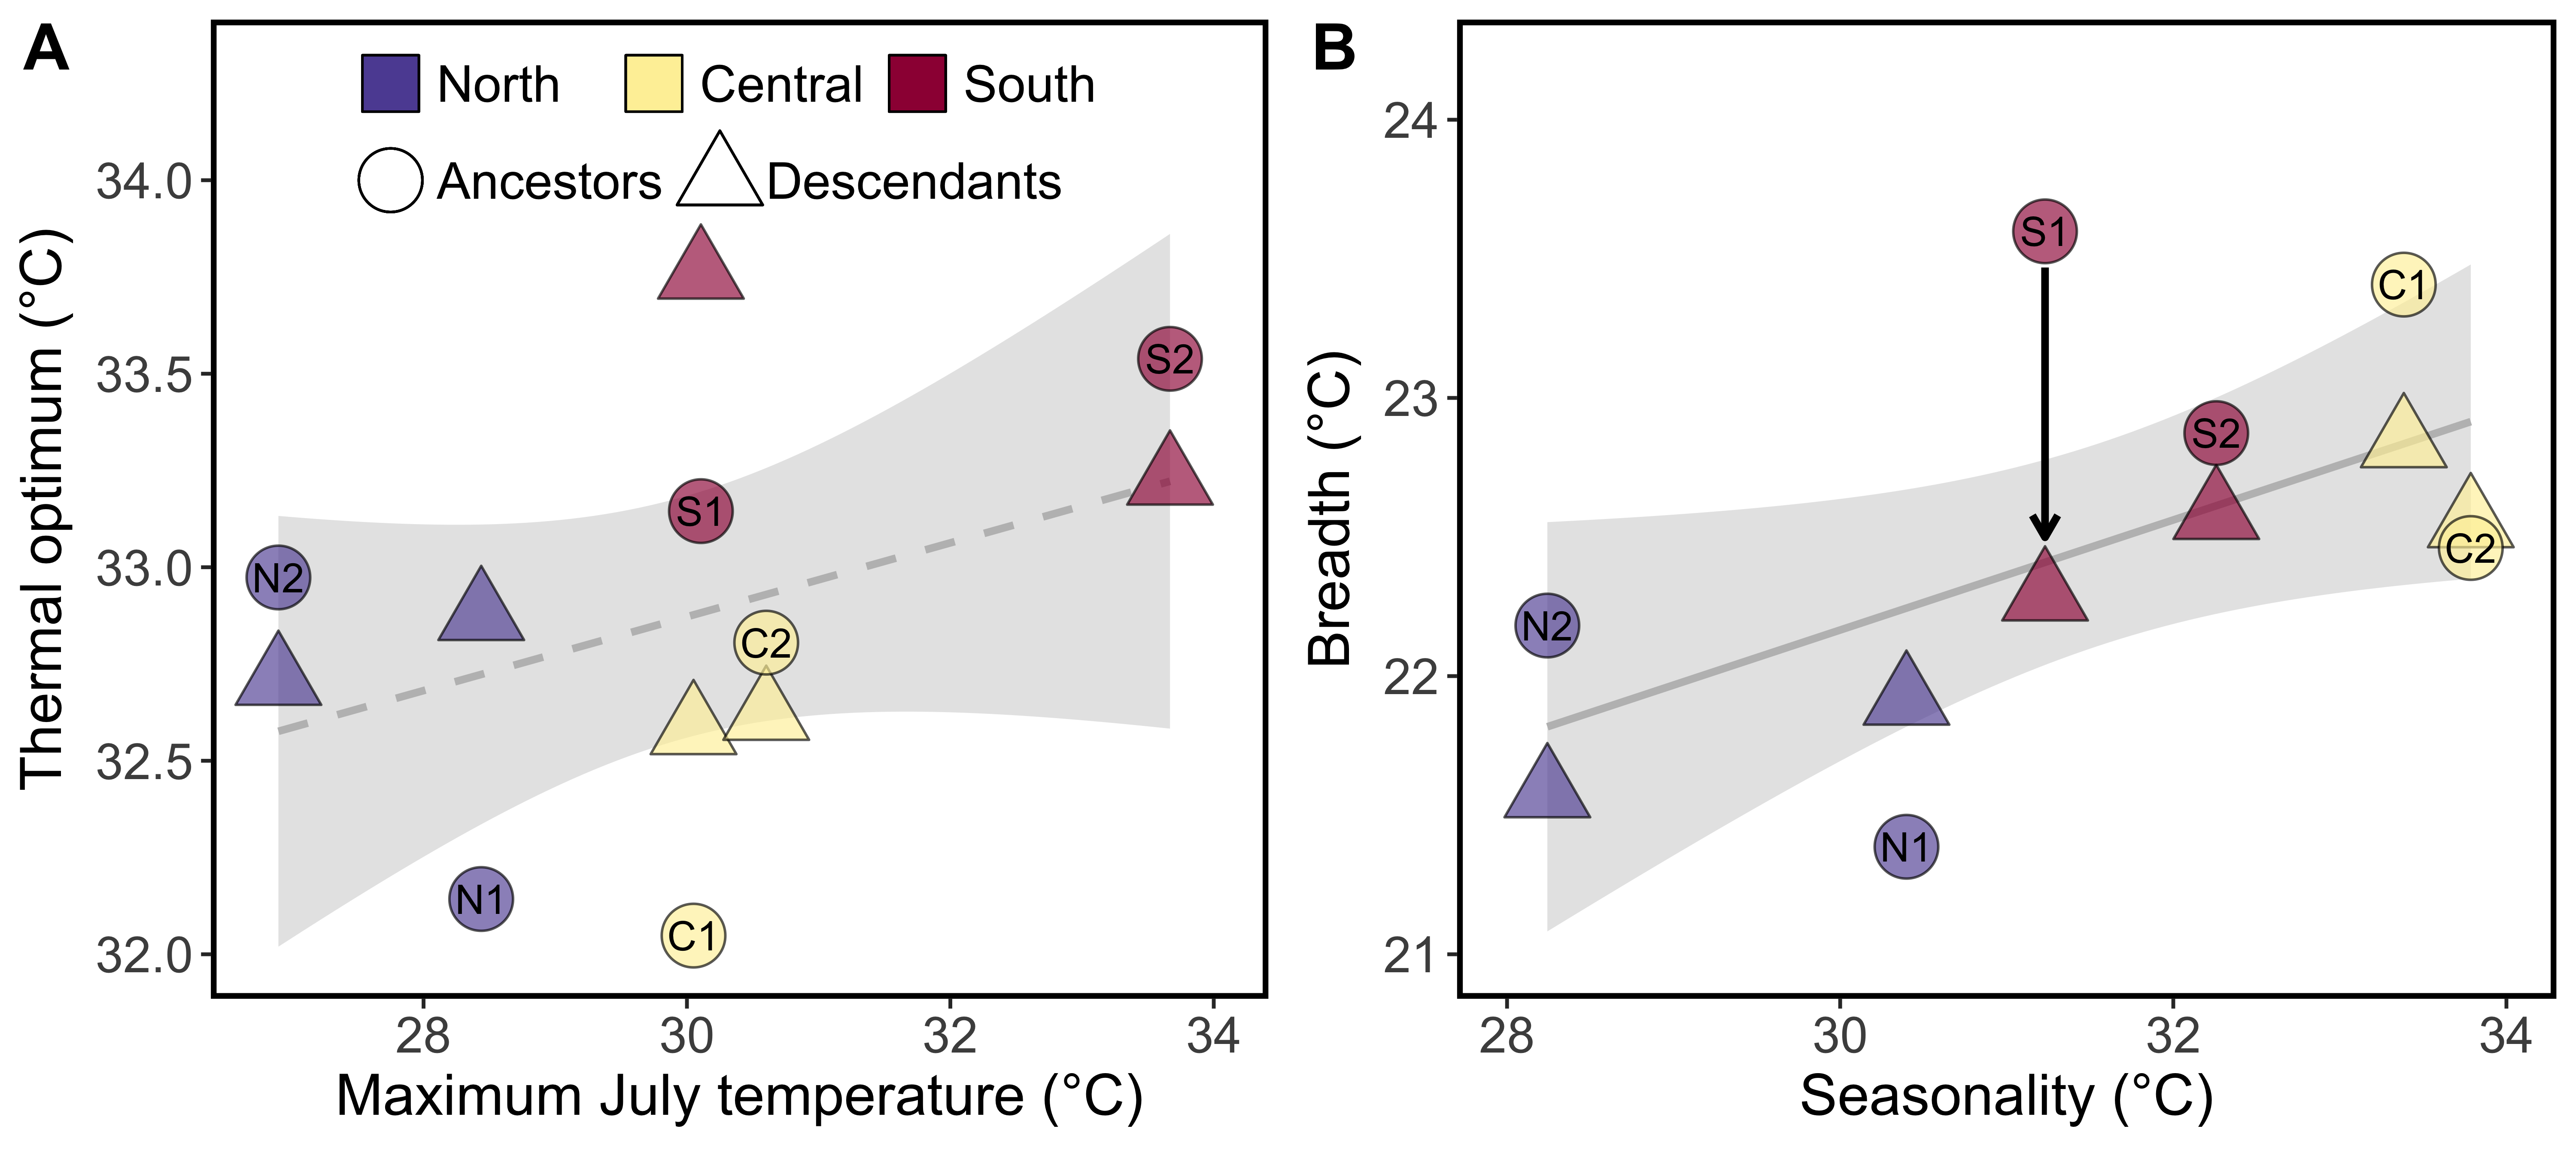 A
North Central South
Ancestors Descendants
Thermal optimum (°C)
34.0
33.5
33.0
32.5
32.0
S2
S1
N2
C2
N1
C1
28 30 32 34
Maximum July temperature (°C)
B
Breadth (°C)
24
23
22
21
S1
C1
S2
C2
N2
N1
28 30 32 34
Seasonality (°C)